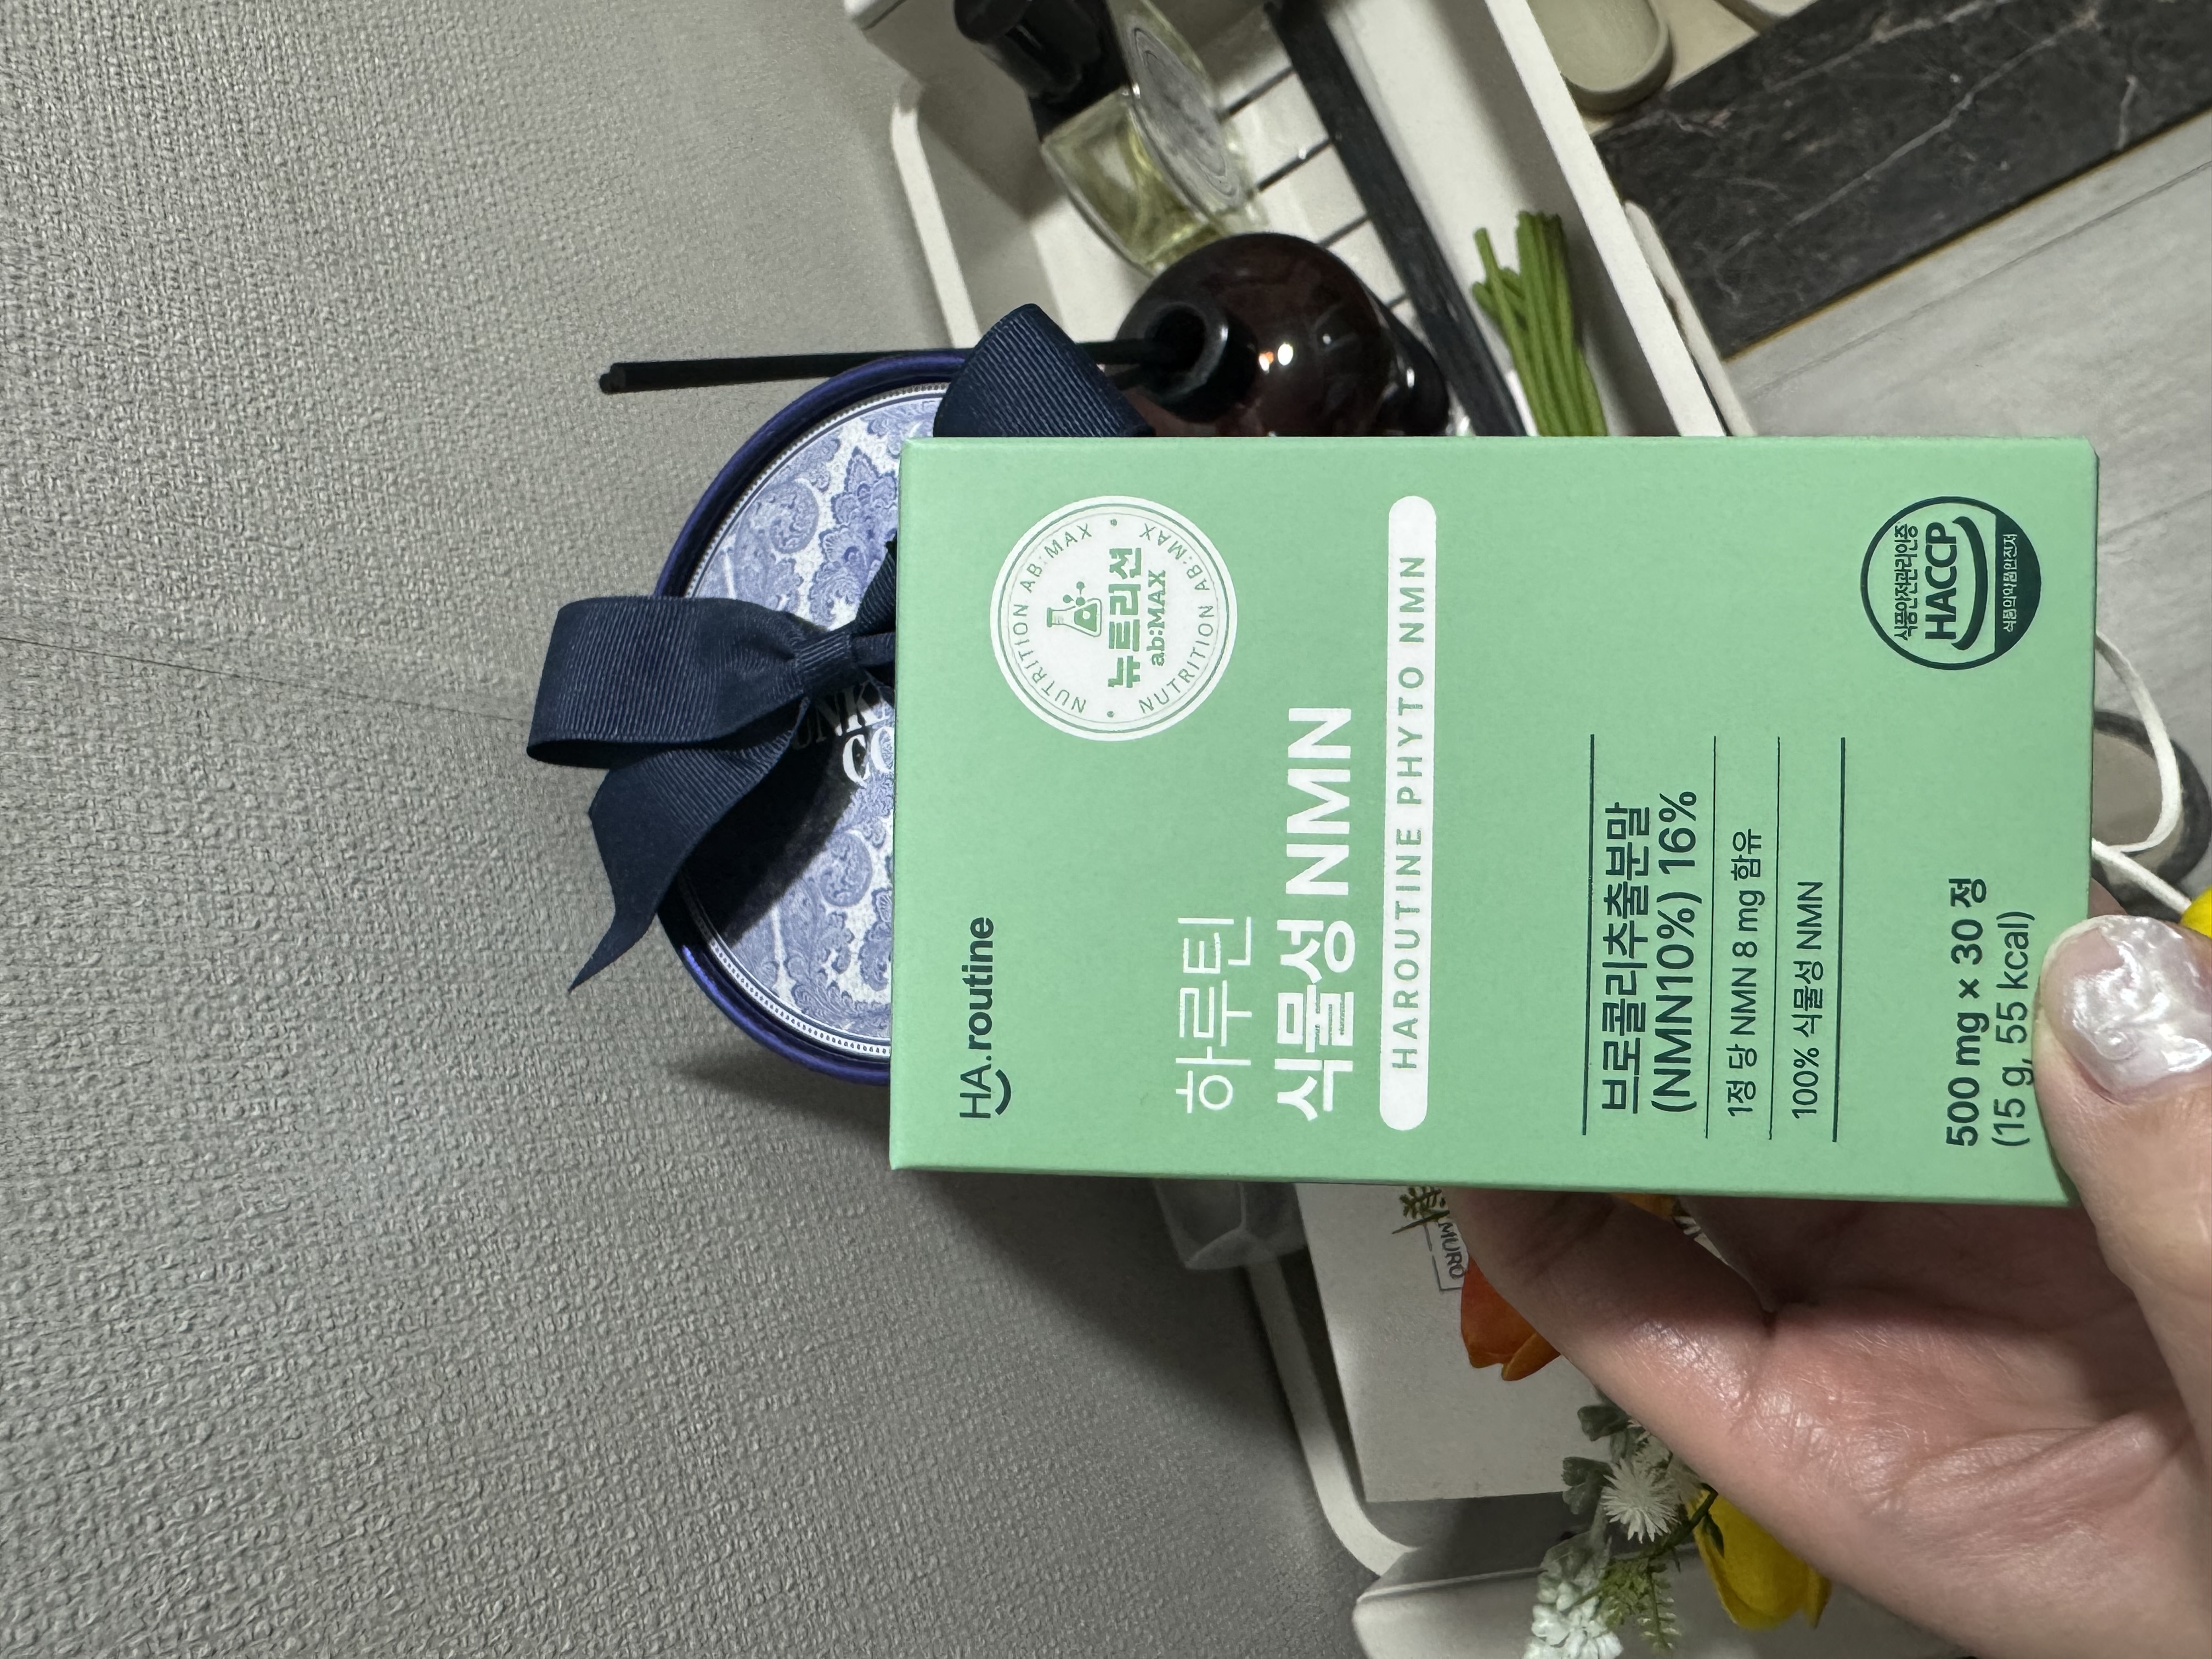 HA.routine
NUTRITION AB:MAX
뉴트리션
ab:MAX
NUTRITION AB:MAX
하루틴
식물성 NMN
HAROUTINE PHYTO NMN
브로콜리추출분말
(NMN10%) 16%
1정 당 NMN 8 mg 함유
100% 식물성 NMN
500 mg × 30 정
(15 g, 55 kcal)
식품안전관리인증
HACCP
식품의약품안전처
MURO